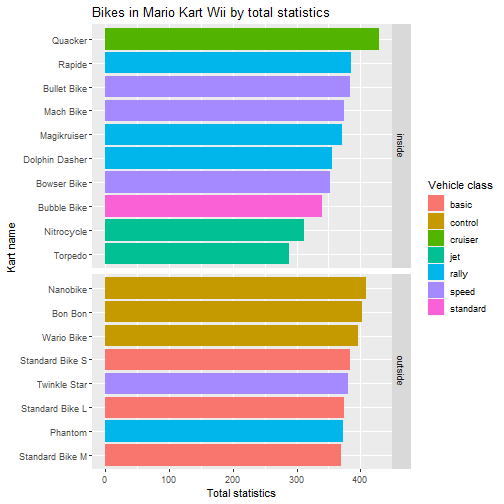 Bikes in Mario Kart Wii by total statistics
Kart name
Quacker
Rapide
Bullet Bike
Mach Bike
Magikruiser
Dolphin Dasher
Bowser Bike
Bubble Bike
Nitrocycle
Torpedo
inside
Nanobike
Bon Bon
Wario Bike
Standard Bike S
Twinkle Star
Standard Bike L
Phantom
Standard Bike M
outside
0 100 200 300 400
Total statistics
Vehicle class
basic
control
cruiser
jet
rally
speed
standard